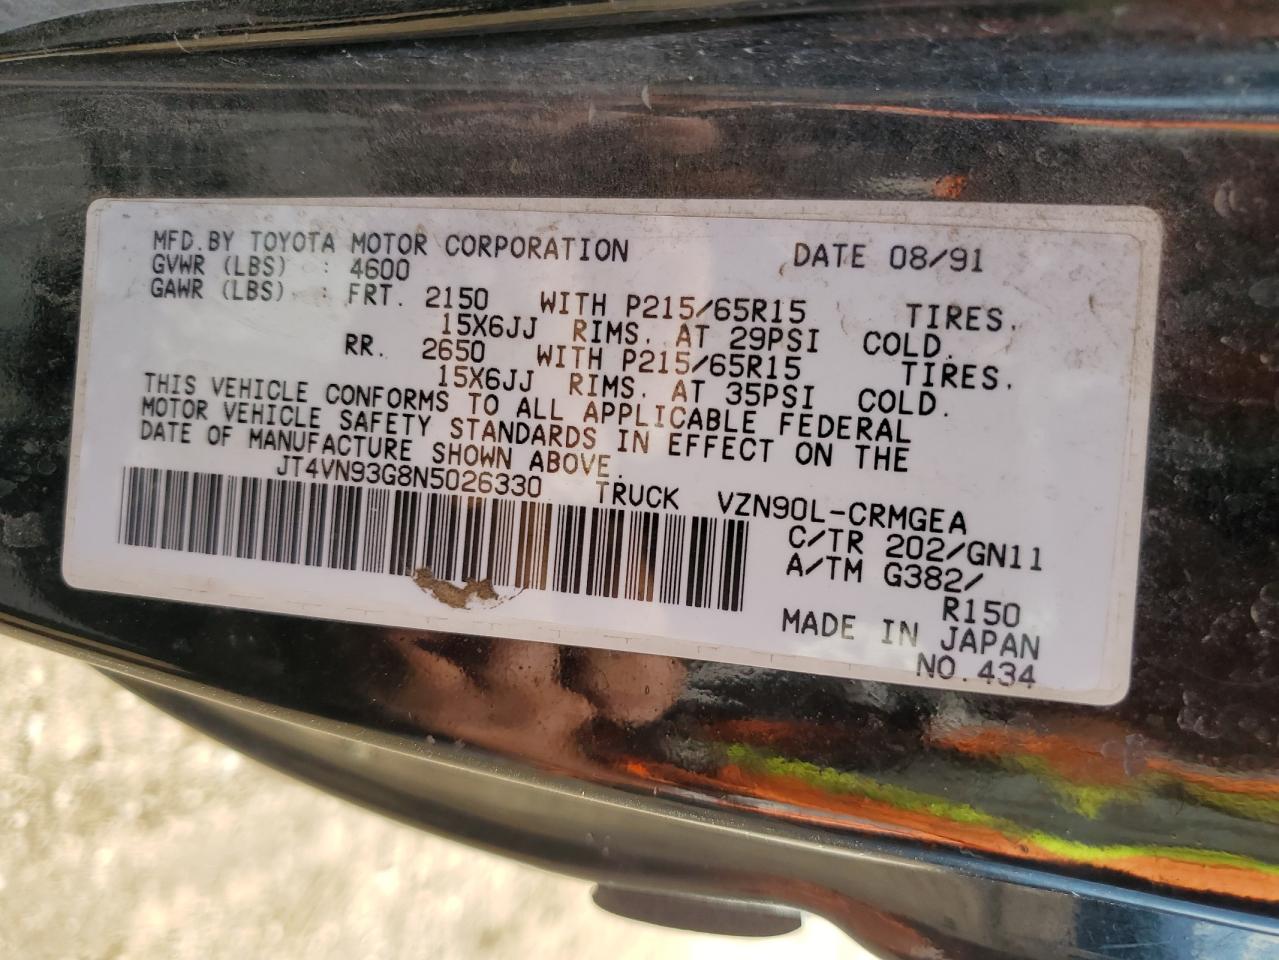 MFD.BY TOYOTA MOTOR CORPORATION DATE 08/91
GVWR (LBS) : 4600
GAWR (LBS) : FRT. 2150 WITH P215/65R15 TIRES.
15X6JJ RIMS. AT 29PSI COLD.
RR. 2650 WITH P215/65R15 TIRES.
15X6JJ RIMS. AT 35PSI COLD.
THIS VEHICLE CONFORMS TO ALL APPLICABLE FEDERAL
MOTOR VEHICLE SAFETY STANDARDS IN EFFECT ON THE
DATE OF MANUFACTURE SHOWN ABOVE.
JT4VN93G8N5026330 TRUCK VZN90L-CRMGEA
C/TR 202/GN11
A/TM G382/
R150
MADE IN JAPAN
NO.434